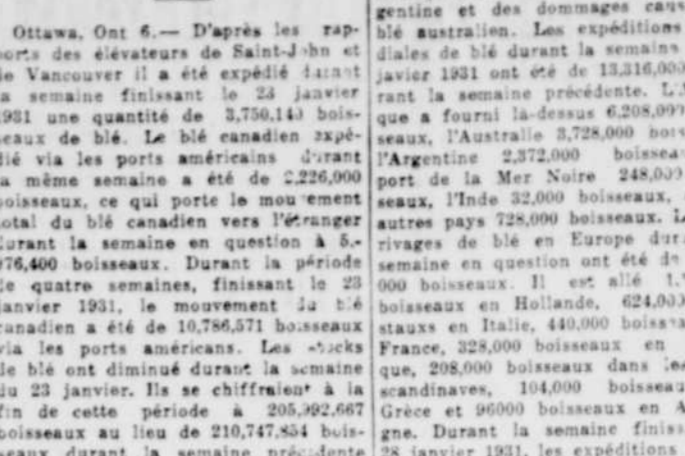 Ottawa, Ont 6.— D'après les rap-
ports des élévateurs de Saint-John et
de Vancouver il a été expédié durant
la semaine finissant le 23 janvier
1931 une quantité de 3,750,140 bois-
seaux de blé. Le blé canadien expé-
dié via les ports américains durant
la même semaine a été de 2,226,000
boisseaux, ce qui porte le mouvement
total du blé canadien vers l'étranger
durant la semaine en question à 5,-
976,400 boisseaux. Durant la période
de quatre semaines, finissant le 23
janvier 1931, le mouvement du blé
canadien a été de 10,786,571 boisseaux
via les ports américans. Les stocks
de blé ont diminué durant la semaine
du 23 janvier. Ils se chiffraient à la
fin de cette période à 205,992,667
boisseaux au lieu de 210,747,854 bois-
seaux durant la semaine précédente
gentine et des dommages caus
blé australien. Les expéditions
diales de blé durant la semaine
javier 1931 ont été de 13,316,000
rant la semaine précédente. L'A
que a fourni là-dessus 6,208,000
seaux, l'Australie 3,728,000 bois
l'Argentine 2,372,000 boissea
port de la Mer Noire 248,000
seaux, l'Inde 32,000 boisseaux,
autres pays 728,000 boisseaux. L
rivages de blé en Europe dur
semaine en question ont été de
000 boisseaux. Il est allé 1,
boisseaux en Hollande, 624,000
stauxs en Italie, 440,000 boissea
France, 328,000 boisseaux en
que, 208,000 boisseaux dans les
scandinaves, 104,000 boisseau
Grèce et 96000 boisseaux en A
gne. Durant la semaine finiss
28 janvier 1931, les expéditions